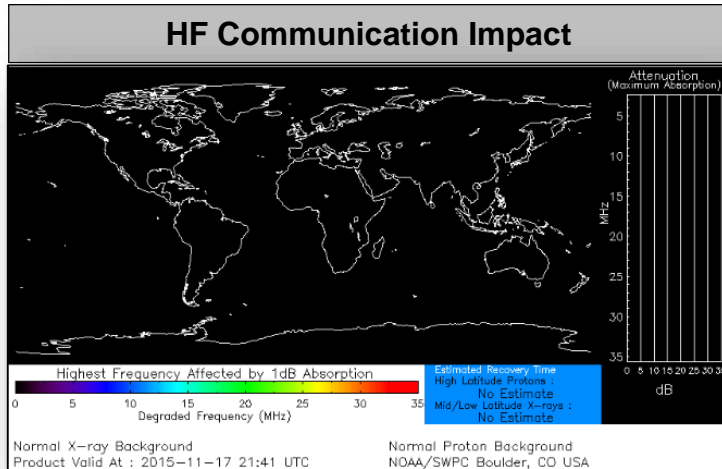 HF Communication Impact
Attenuation
(Maximum Absorption)
5
10
15
20
25
30
35
MHz
0 5 10 15 20 25 30 35
dB
Highest Frequency Affected by 1dB Absorption
0 5 10 15 20 25 30 35
Degraded Frequency (MHz)
Estimated Recovery Time
High Latitude Protons :
No Estimate
Mid/Low Latitude X-rays :
No Estimate
Normal X-ray Background
Normal Proton Background
Product Valid At : 2015-11-17 21:41 UTC
NOAA/SWPC Boulder, CO USA